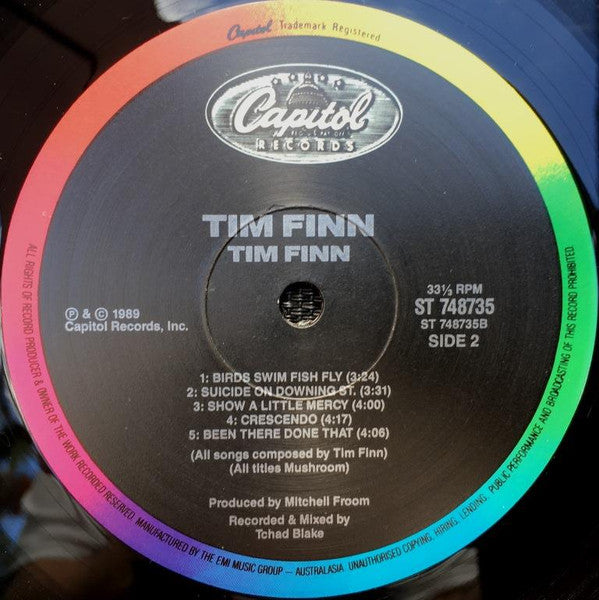 Capitol Trademark Registered
Capitol
RECORDS
TIM FINN
TIM FINN
33⅓ RPM
ST 748735
ST 748735B
SIDE 2
Ⓟ & © 1989
Capitol Records, Inc.
1: BIRDS SWIM FISH FLY (3:24)
2: SUICIDE ON DOWNING ST. (3:31)
3: SHOW A LITTLE MERCY (4:00)
4: CRESCENDO (4:17)
5: BEEN THERE DONE THAT (4:06)
(All songs composed by Tim Finn)
(All titles Mushroom)
Produced by Mitchell Froom
Recorded & Mixed by
Tchad Blake
ALL RIGHTS OF RECORD PRODUCER & OWNER OF THE WORK RECORDED RESERVED. MANUFACTURED BY THE EMI MUSIC GROUP – AUSTRALASIA. UNAUTHORISED COPYING, HIRING, LENDING, PUBLIC PERFORMANCE AND BROADCASTING OF THIS RECORD PROHIBITED.